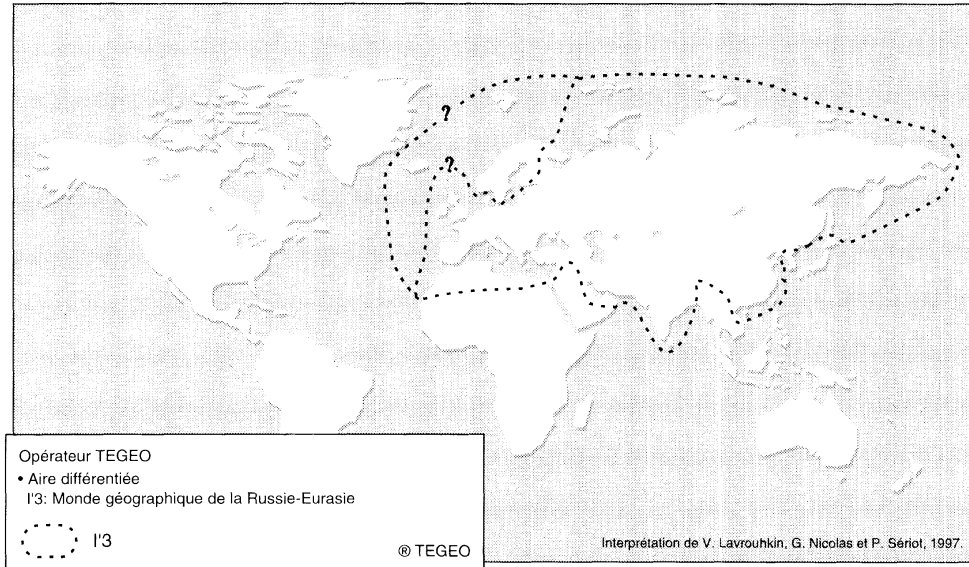 ?
?
Opérateur TEGEO
• Aire différentiée
I'3: Monde géographique de la Russie-Eurasie
I'3
® TEGEO
Interprétation de V. Lavrouhkin, G. Nicolas et P. Sériot, 1997.